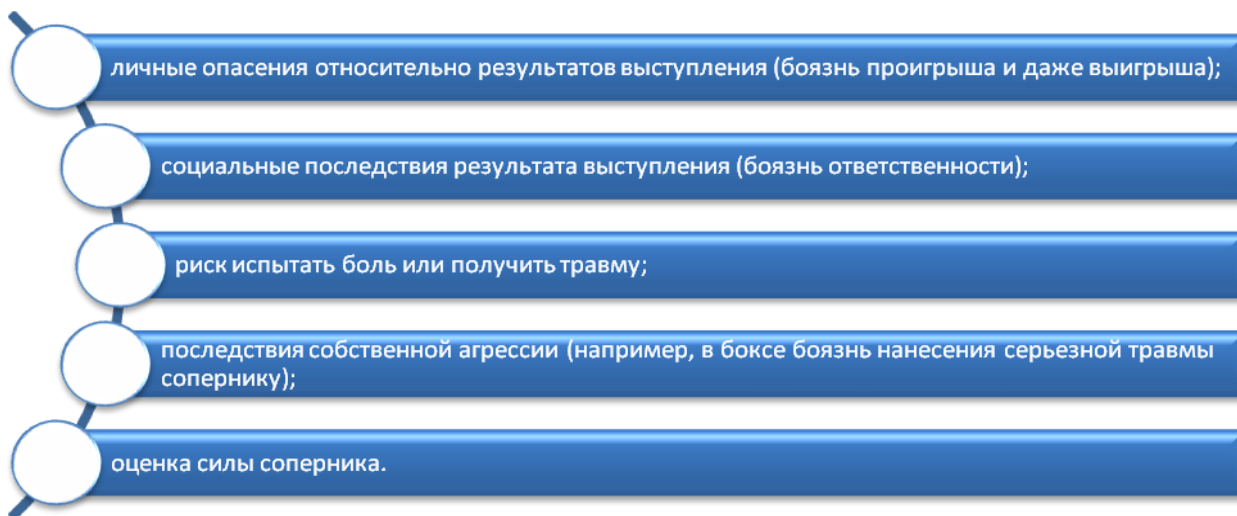 личные опасения относительно результатов выступления (боязнь проигрыша и даже выигрыша);
социальные последствия результата выступления (боязнь ответственности);
риск испытать боль или получить травму;
последствия собственной агрессии (например, в боксе боязнь нанесения серьезной травмы
сопернику);
оценка силы соперника.